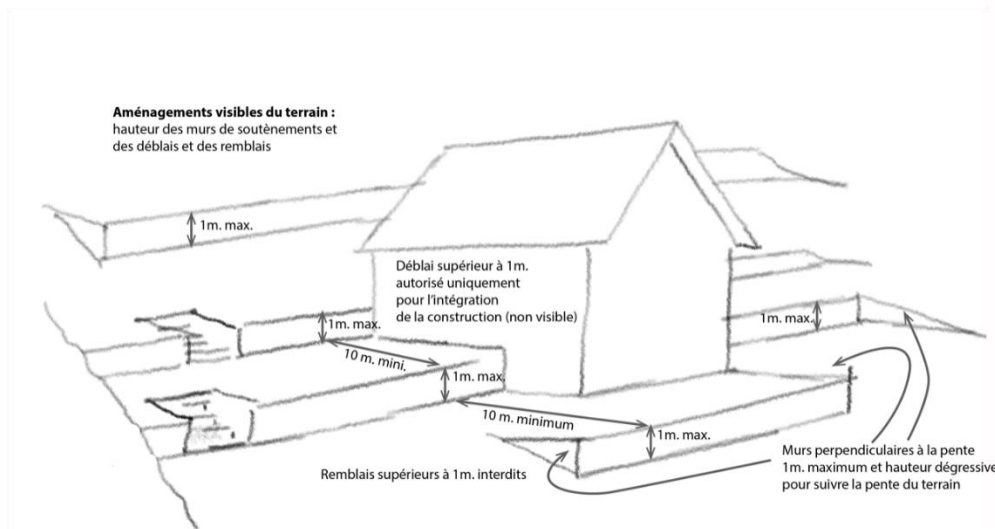 Aménagements visibles du terrain :
hauteur des murs de soutènements et
des déblais et des remblais
1m. max.
Déblai supérieur à 1m.
autorisé uniquement
pour l'intégration
de la construction (non visible)
1m. max.
1m. max.
10 m. mini.
1m. max.
10 m. minimum
1m. max.
Remblais supérieurs à 1m. interdits
Murs perpendiculaires à la pente
1m. maximum et hauteur dégressive
pour suivre la pente du terrain